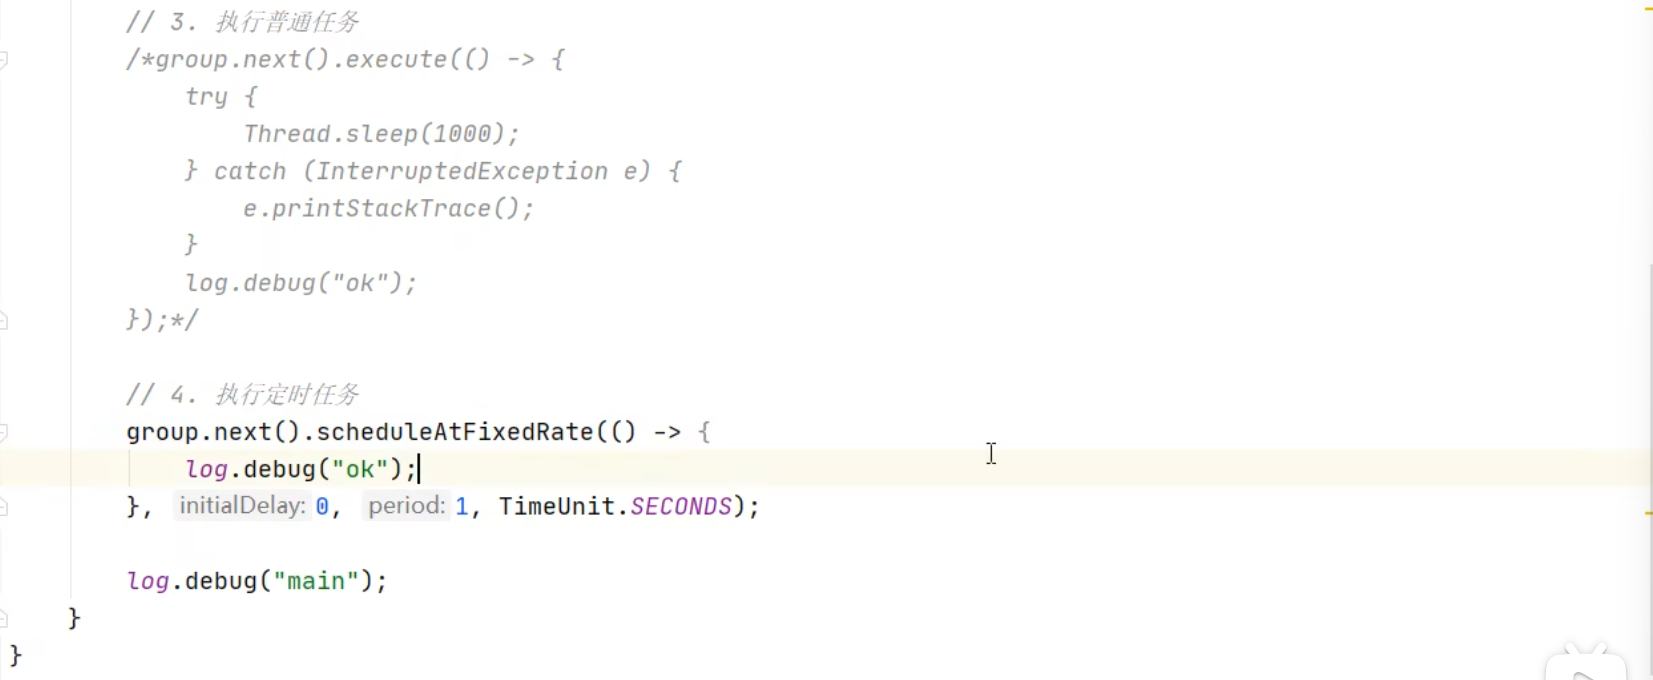 // 3. 执行普通任务
/*group.next().execute(() -> {
try {
Thread.sleep(1000);
} catch (InterruptedException e) {
e.printStackTrace();
}
log.debug("ok");
});*/
// 4. 执行定时任务
group.next().scheduleAtFixedRate(() -> {
log.debug("ok");
}, initialDelay: 0, period: 1, TimeUnit.SECONDS);
log.debug("main");
}
}